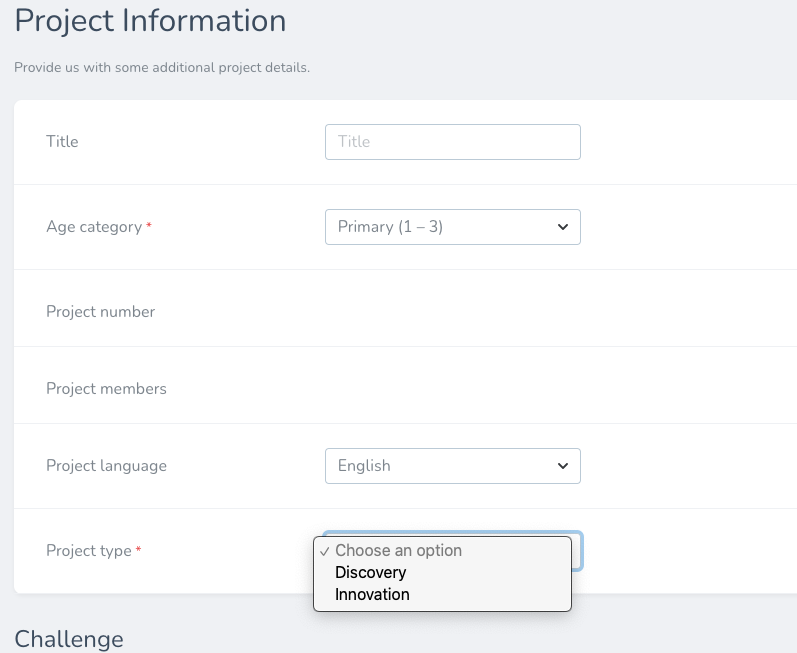 Project Information
Provide us with some additional project details.
Title
Title
Age category *
Primary (1 – 3)
Project number
Project members
Project language
English
Project type *
✓ Choose an option
Discovery
Innovation
Challenge